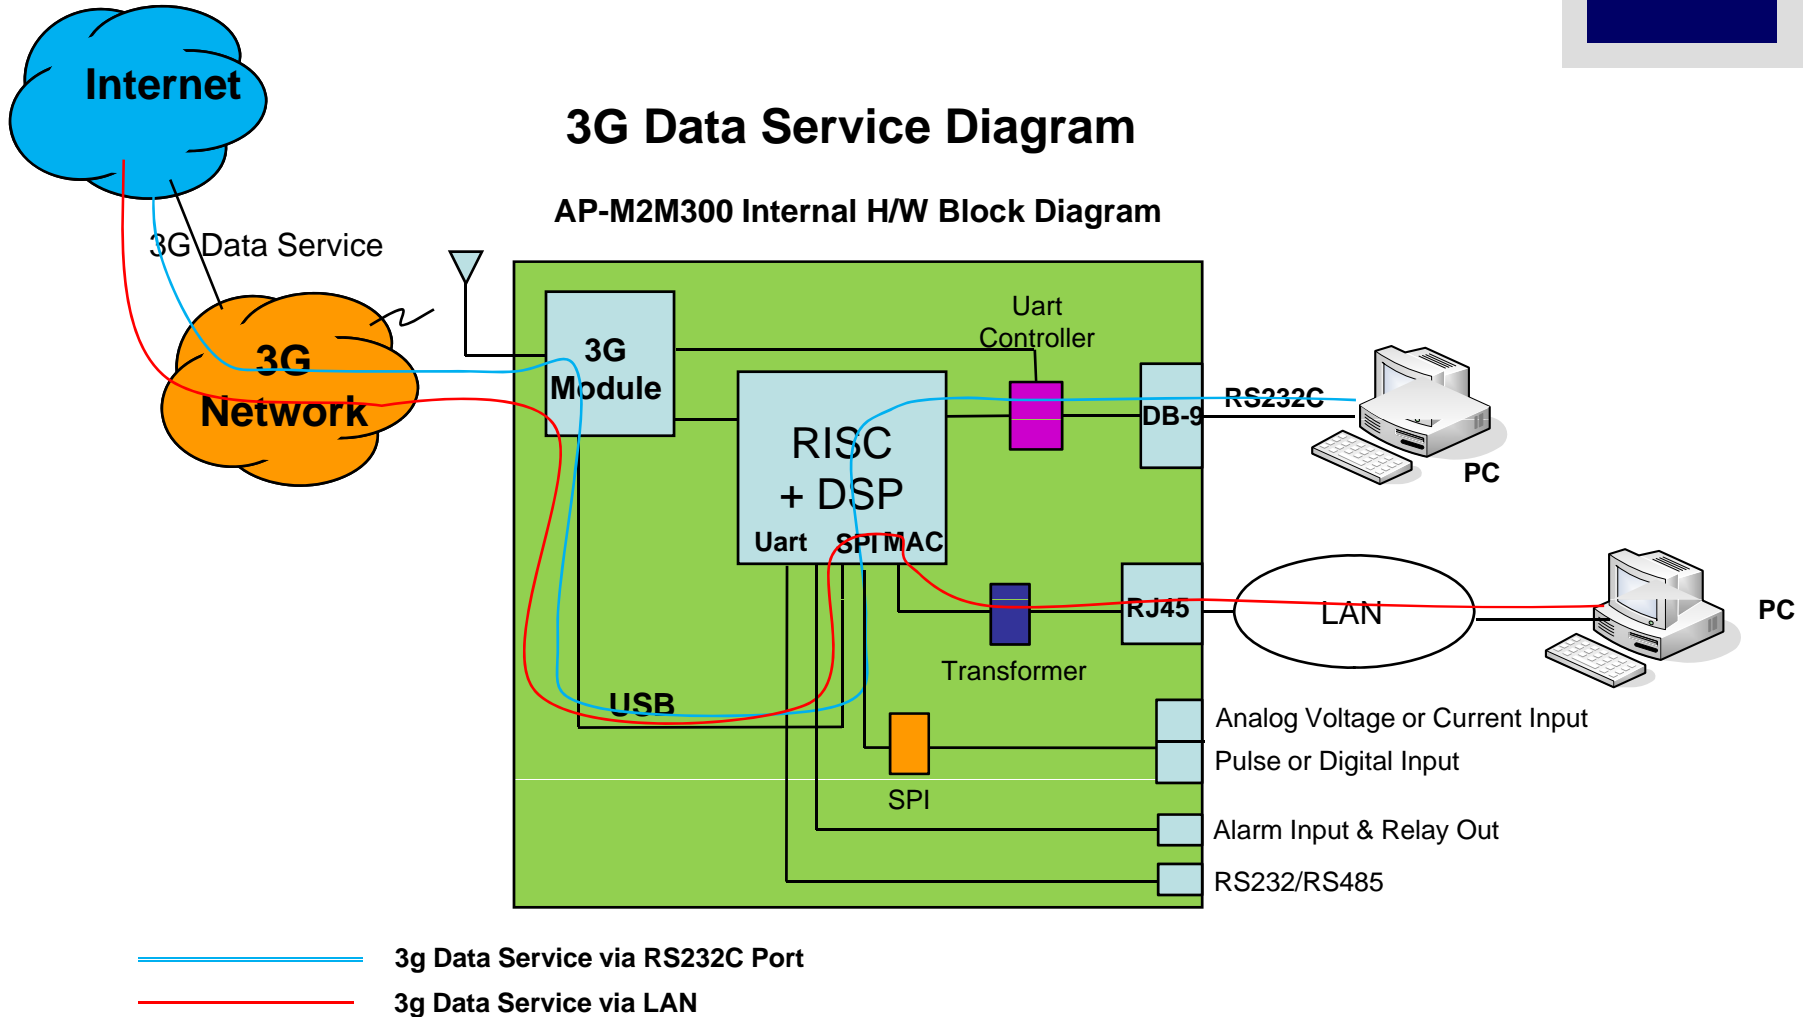 Internet
3G Data Service Diagram
AP-M2M300 Internal H/W Block Diagram
3G Data Service
3G
Network
3G
Module
Uart
Controller
RISC
+ DSP
Uart
SPI
MAC
DB-9
RS232C
PC
RJ45
LAN
PC
Transformer
USB
SPI
Analog Voltage or Current Input
Pulse or Digital Input
Alarm Input & Relay Out
RS232/RS485
3g Data Service via RS232C Port
3g Data Service via LAN